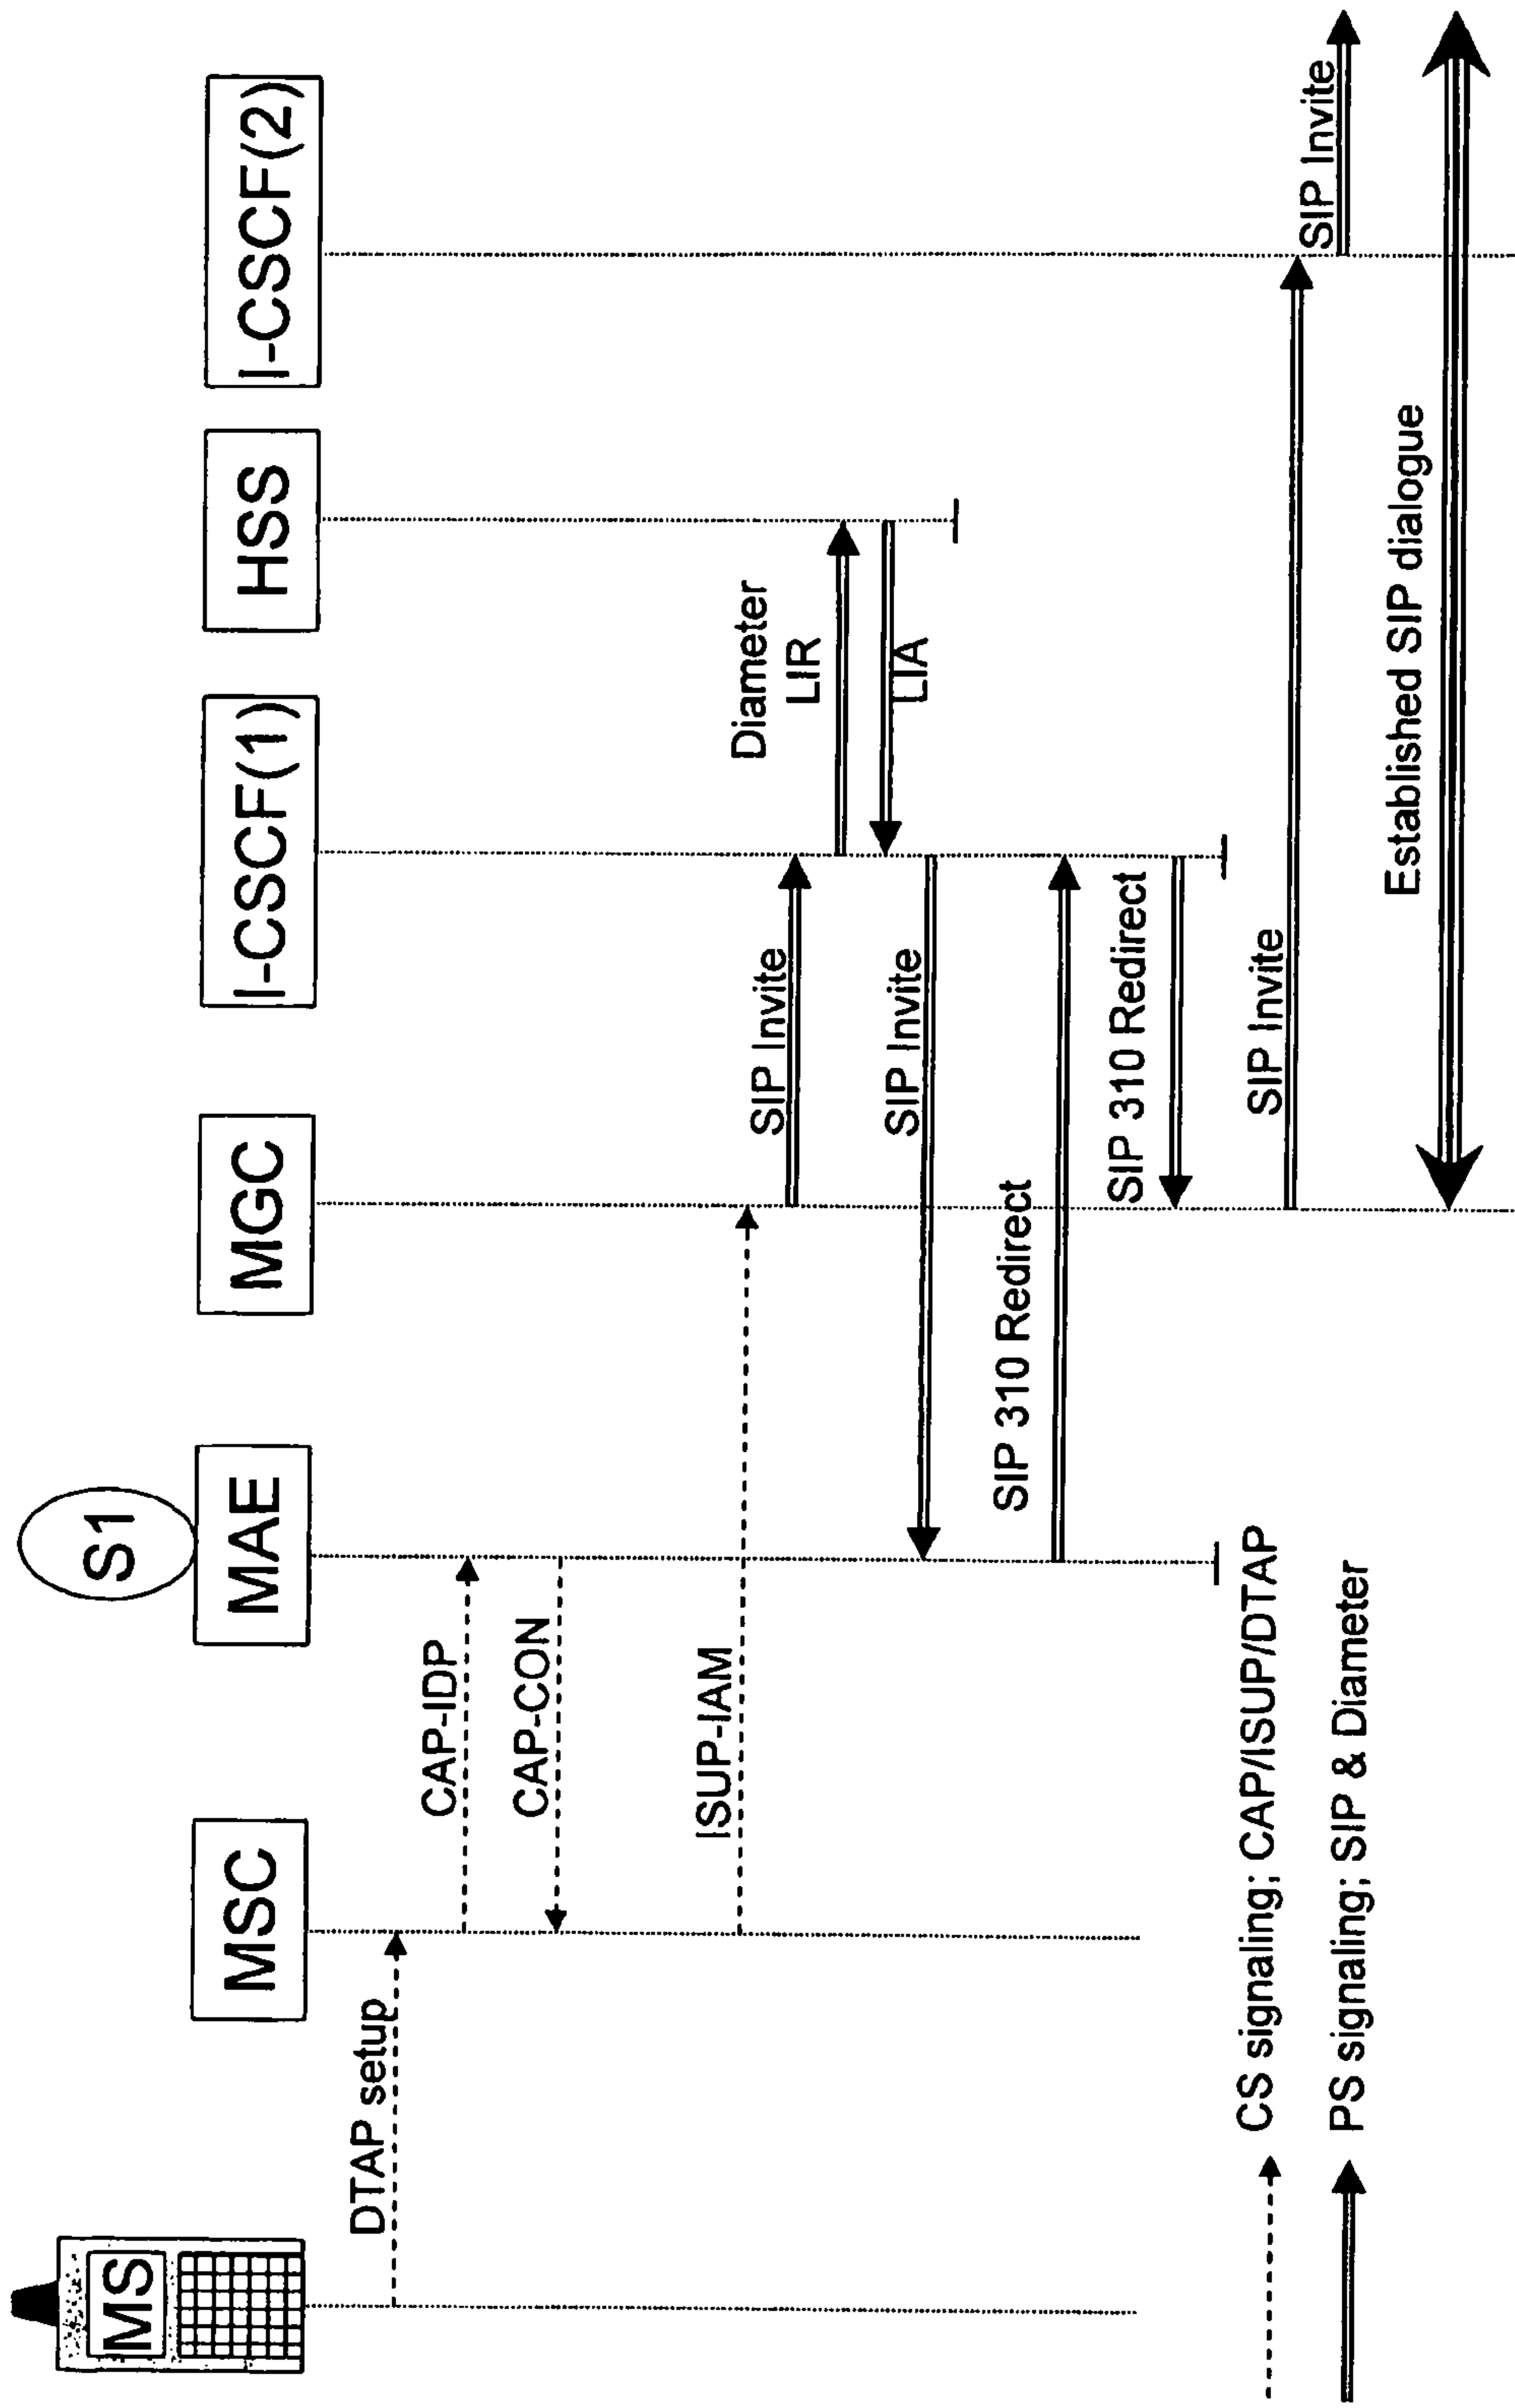 S1
MS
MSC
MAE
MGC
I-CSCF(1)
HSS
I-CSCF(2)
DTAP setup
CAP-IDP
CAP-CON
ISUP-IAM
SIP Invite
Diameter
LIR
LIA
SIP Invite
SIP 310 Redirect
SIP 310 Redirect
SIP Invite
SIP Invite
Established SIP dialogue
CS signaling; CAP/ISUP/DTAP
PS signaling; SIP & Diameter